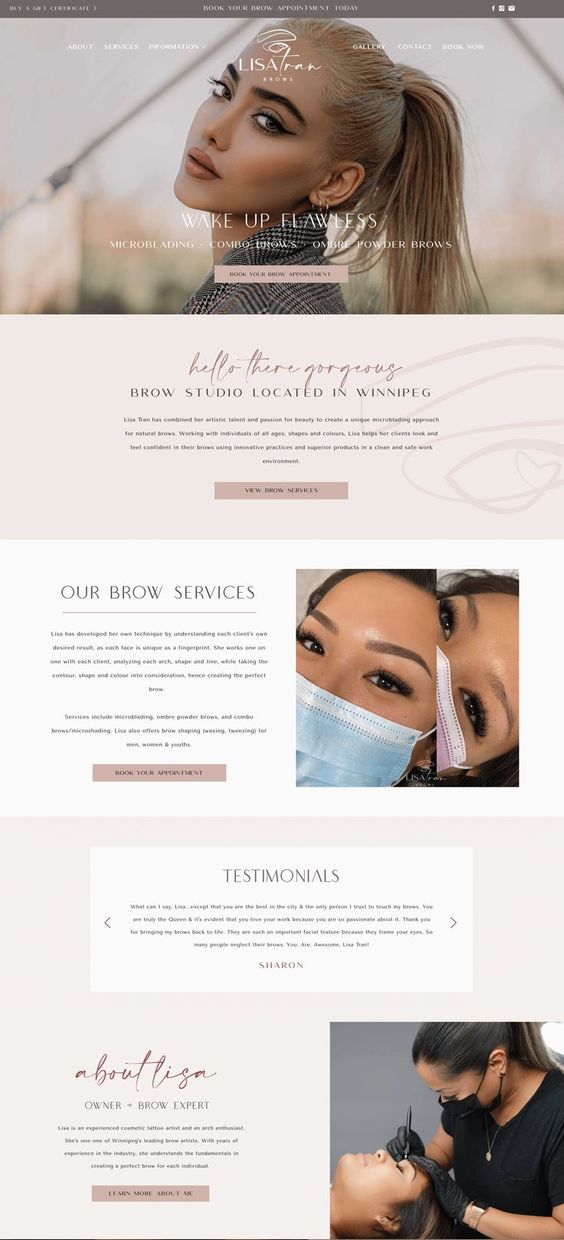 BUY A GIFT CERTIFICATE >
BOOK YOUR BROW APPOINTMENT TODAY
ABOUT SERVICES INFORMATION
LISA tran
BROWS
GALLERY CONTACT BOOK NOW
WAKE UP FLAWLESS
MICROBLADING + COMBO BROWS + OMBRE POWDER BROWS
BOOK YOUR BROW APPOINTMENT
hello there gorgeous
BROW STUDIO LOCATED IN WINNIPEG
Lisa Tran has combined her artistic talent and passion for beauty to create a unique microblading approach
for natural brows. Working with individuals of all ages, shapes and colours, Lisa helps her clients look and
feel confident in their brows using innovative practices and superior products in a clean and safe work
environment.
VIEW BROW SERVICES
OUR BROW SERVICES
Lisa has developed her own technique by understanding each client's own
desired result, as each face is unique as a fingerprint. She works one on
one with each client, analyzing each arch, shape and line, while taking the
contour, shape and colour into consideration, hence creating the perfect
brow.
Services include microblading, ombre powder brows, and combo
brows/microshading. Lisa also offers brow shaping (waxing, tweezing) for
men, women & youths.
BOOK YOUR APPOINTMENT
LISA tran
BROWS
TESTIMONIALS
What can I say, Lisa...except that you are the best in the city & the only person I trust to touch my brows. You
are truly the Queen & it's evident that you love your work because you are so passionate about it. Thank you
for bringing my brows back to life. They are such an important facial feature because they frame your eyes. So
many people neglect their brows. You. Are. Awesome, Lisa Tran!
SHARON
about lisa
OWNER + BROW EXPERT
Lisa is an experienced cosmetic tattoo artist and an arch enthusiast.
She's one one of Winnipeg's leading brow artists. With years of
experience in the industry, she understands the fundamentals in
creating a perfect brow for each individual.
LEARN MORE ABOUT ME